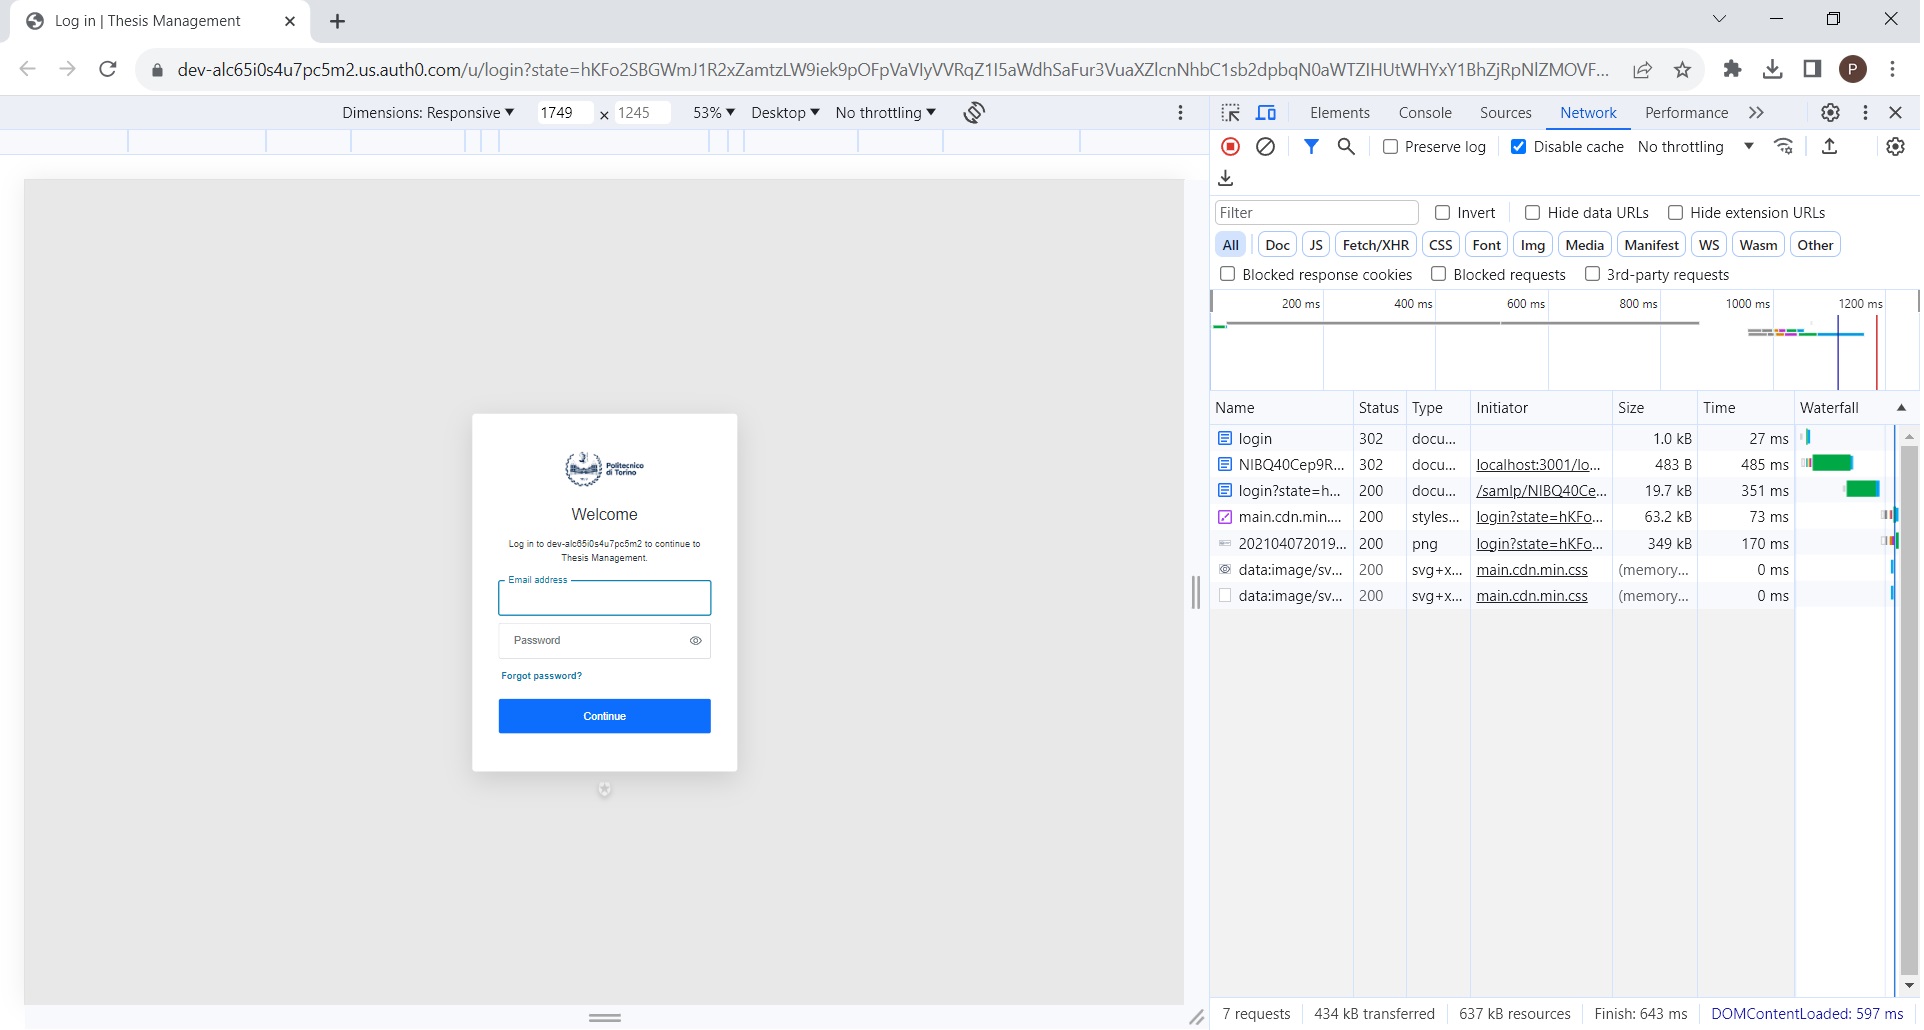 Log in | Thesis Management
dev-alc65i0s4u7pc5m2.us.auth0.com/u/login?state=hKFo2SBGWmJ1R2xZamtzLW9iek9pOFpVaVIyVVRqZ1I5aWdhSaFur3VuaXZlcnNhbC1sb2dpbqN0aWTZIHUtWHYxY1BhZjRpNlZMOVF...
P
Dimensions: Responsive
1749
x
1245
53%
Desktop
No throttling
Elements
Console
Sources
Network
Performance
Preserve log
Disable cache
No throttling
Filter
Invert
Hide data URLs
Hide extension URLs
All
Doc
JS
Fetch/XHR
CSS
Font
Img
Media
Manifest
WS
Wasm
Other
Blocked response cookies
Blocked requests
3rd-party requests
200 ms
400 ms
600 ms
800 ms
1000 ms
1200 ms
Name Status Type Initiator Size Time Waterfall
login 302 docu... 1.0 kB 27 ms
NIBQ40Cep9R... 302 docu... localhost:3001/lo... 483 B 485 ms
login?state=h... 200 docu... /samlp/NIBQ40Ce... 19.7 kB 351 ms
main.cdn.min.... 200 styles... login?state=hKFo... 63.2 kB 73 ms
202104072019... 200 png login?state=hKFo... 349 kB 170 ms
data:image/sv... 200 svg+x... main.cdn.min.css (memory... 0 ms
data:image/sv... 200 svg+x... main.cdn.min.css (memory... 0 ms
7 requests
434 kB transferred
637 kB resources
Finish: 643 ms
DOMContentLoaded: 597 ms
Politecnico
di Torino
Welcome
Log in to dev-alc65i0s4u7pc5m2 to continue to
Thesis Management.
Email address
Password
Forgot password?
Continue